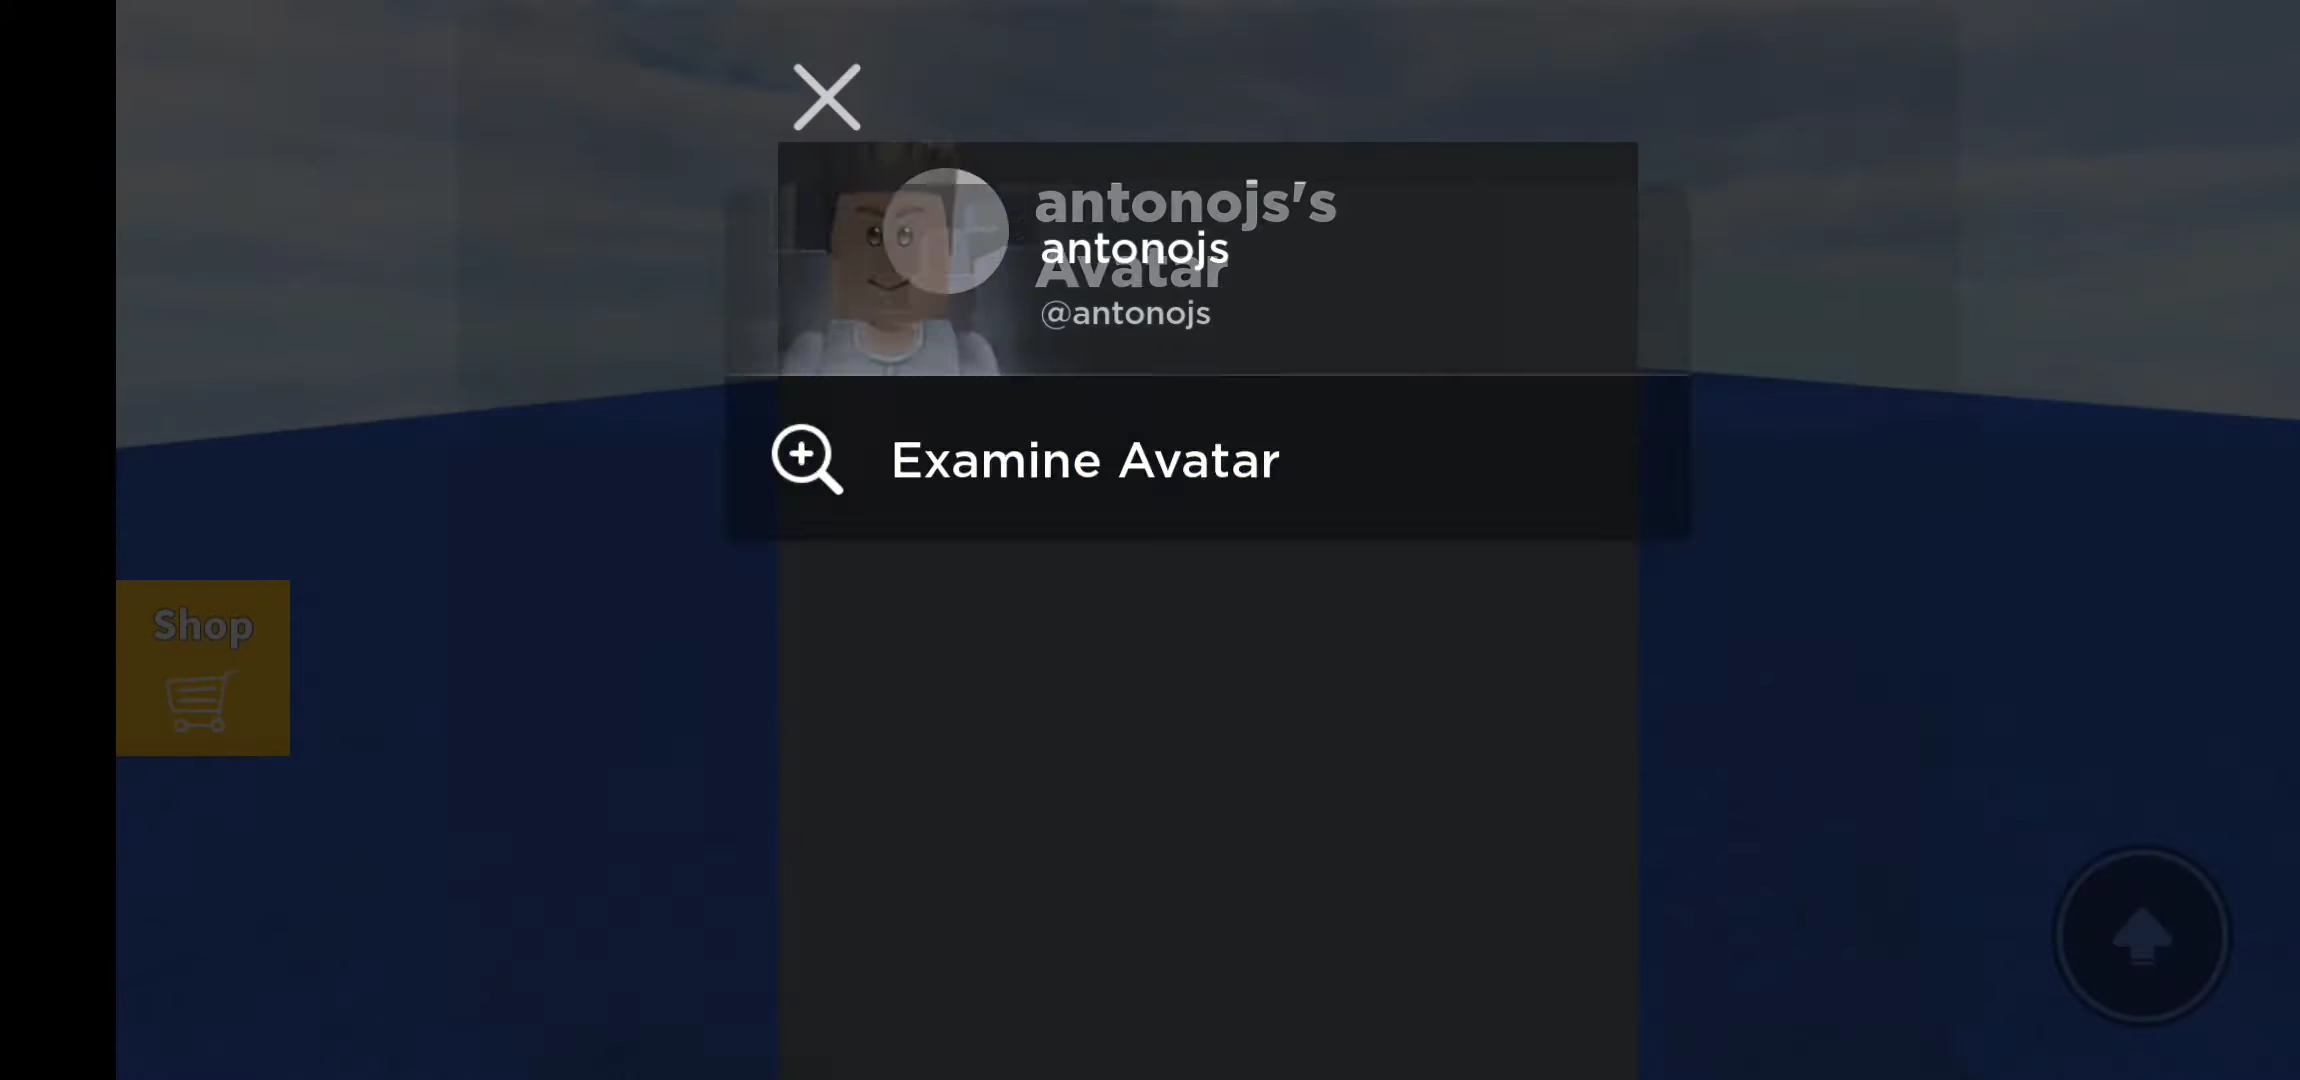 antonojs's
antonojs
Avatar
@antonojs
Examine Avatar
Shop